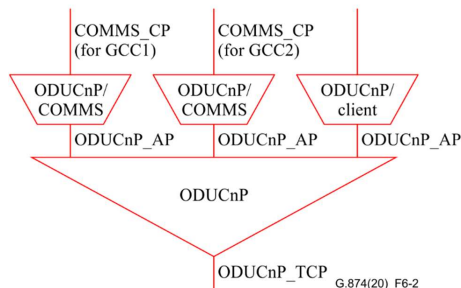 COMMS_CP
(for GCC1)
COMMS_CP
(for GCC2)
ODUCnP/
COMMS
ODUCnP/
COMMS
ODUCnP/
client
ODUCnP_AP
ODUCnP_AP
ODUCnP_AP
ODUCnP
ODUCnP_TCP
G.874(20)_F6-2